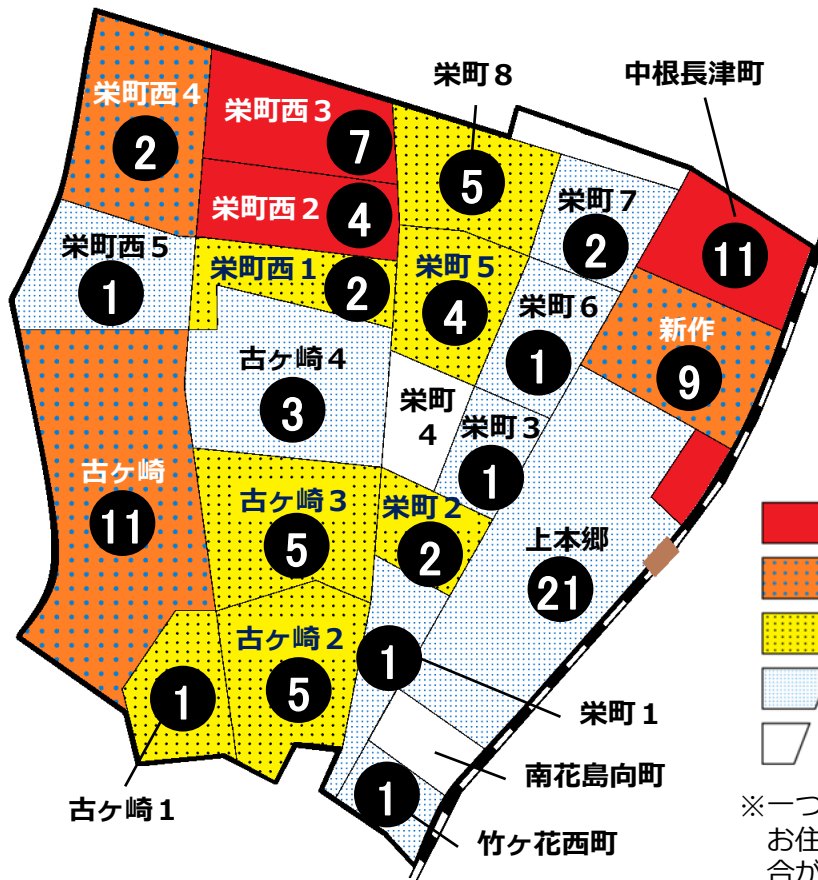 栄町8
中根長津町
栄町西4
2
栄町西3
7
5
栄町西2
4
栄町7
2
11
栄町西5
1
栄町西1
2
栄町5
4
栄町6
1
新作
9
古ヶ崎4
3
栄町
4
栄町3
1
古ヶ崎
11
古ヶ崎3
5
栄町2
2
上本郷
21
古ヶ崎2
5
1
1
栄町1
南花島向町
1
古ヶ崎1
竹ヶ花西町
※一つ
お住
合が